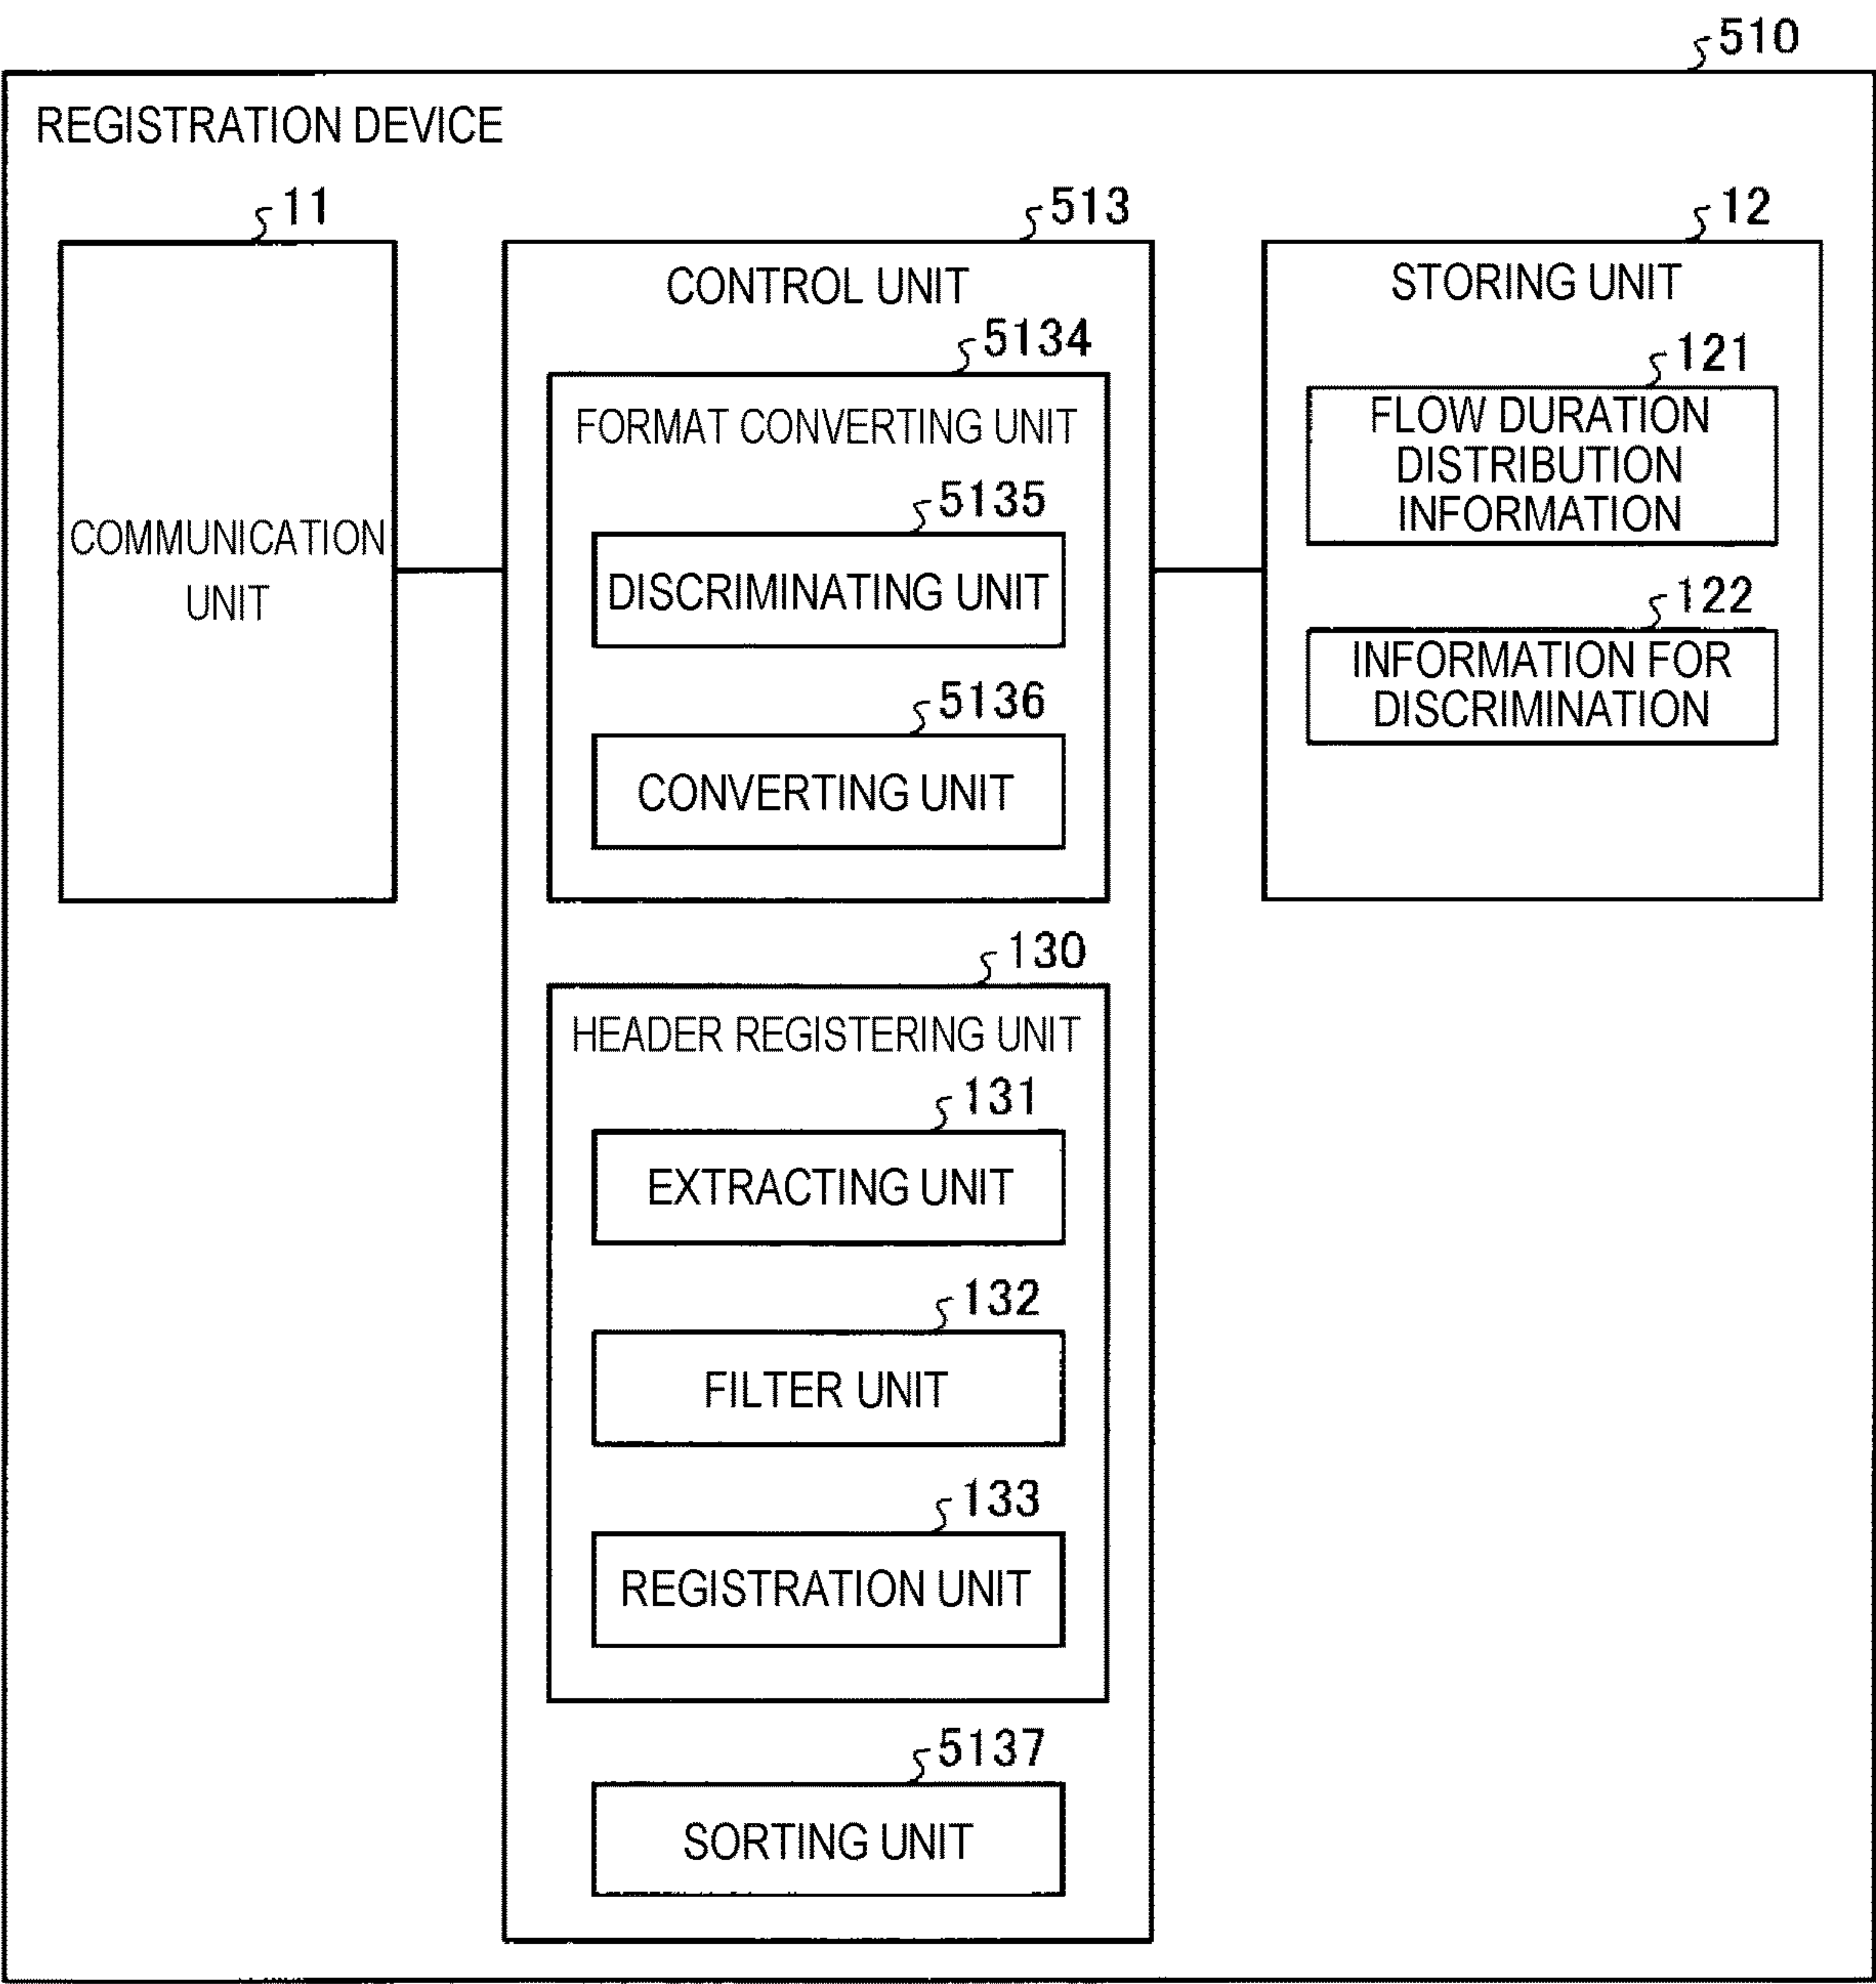 510
REGISTRATION DEVICE
11
COMMUNICATION
UNIT
513
CONTROL UNIT
5134
FORMAT CONVERTING UNIT
5135
DISCRIMINATING UNIT
5136
CONVERTING UNIT
130
HEADER REGISTERING UNIT
131
EXTRACTING UNIT
132
FILTER UNIT
133
REGISTRATION UNIT
5137
SORTING UNIT
12
STORING UNIT
121
FLOW DURATION
DISTRIBUTION
INFORMATION
122
INFORMATION FOR
DISCRIMINATION